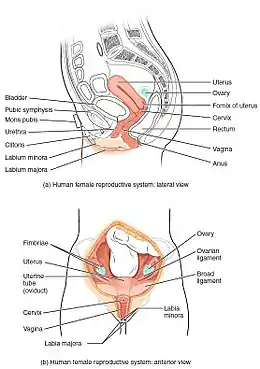 Uterus
Ovary
Fornix of uterus
Cervix
Rectum
Vagina
Anus
Bladder
Pubic symphysis
Mons pubis
Urethra
Clitoris
Labium minora
Labium majora
(a) Human female reproductive system: lateral view
Fimbriae
Uterus
Uterine
tube
(oviduct)
Cervix
Vagina
Labia majora
Ovary
Ovarian
ligament
Broad
ligament
Labia
minora
(b) Human female reproductive system: anterior view